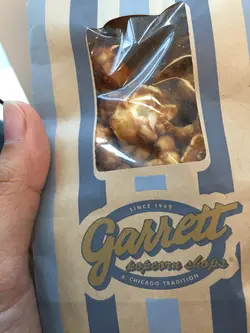 SINCE 1949
Garrett
popcorn shops®
A CHICAGO TRADITION